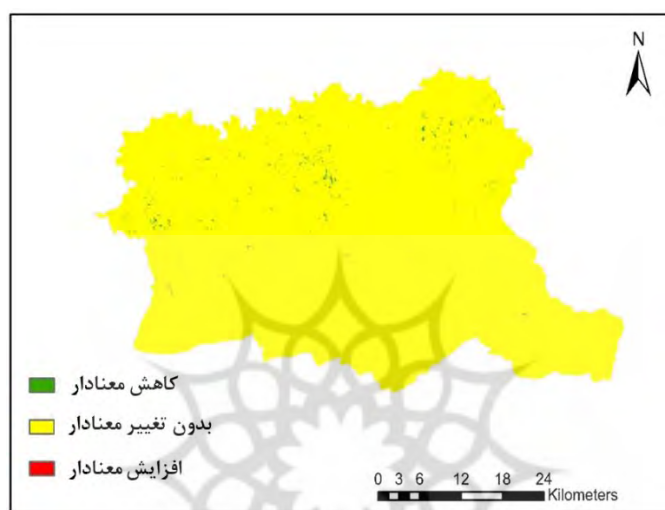 N
کاهش معنادار
بدون تغییر معنادار
افزایش معنادار
0 3 6 12 18 24
Kilometers